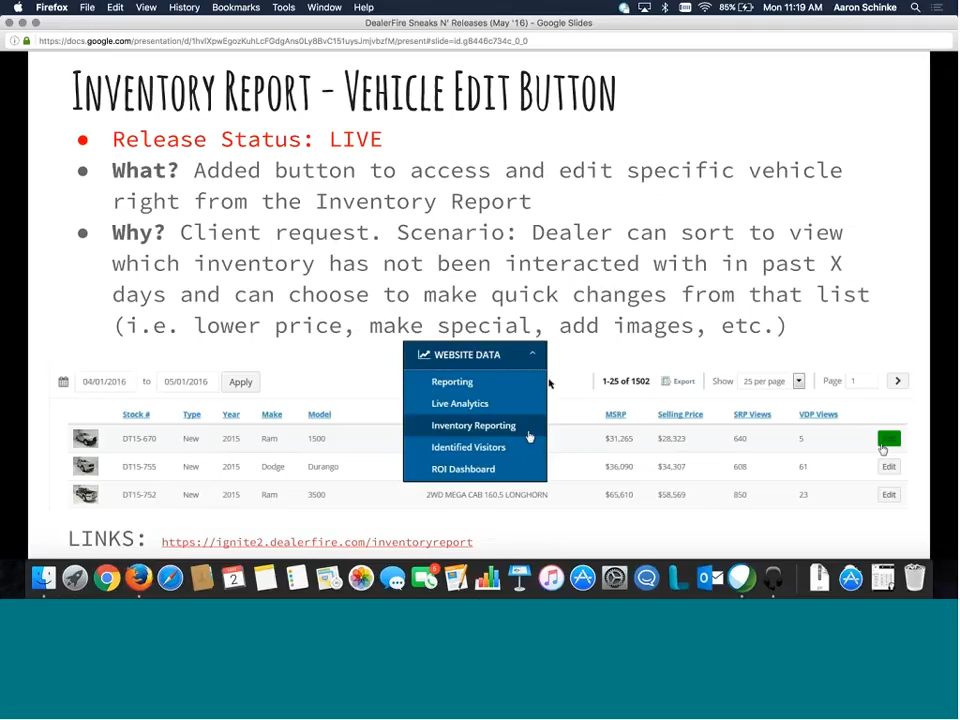 Firefox File Edit View History Bookmarks Tools Window Help 85% Mon 11:19 AM Aaron Schinke
DealerFire Sneaks N' Releases (May '16) - Google Slides
https://docs.google.com/presentation/d/1hvlXpwEgozKuhLcFGdgAns0Ly8BvC151uysJmjvbzfM/present#slide=id.g8446c734c_0_0
Inventory Report - Vehicle Edit Button
● Release Status: LIVE
● What? Added button to access and edit specific vehicle
right from the Inventory Report
● Why? Client request. Scenario: Dealer can sort to view
which inventory has not been interacted with in past X
days and can choose to make quick changes from that list
(i.e. lower price, make special, add images, etc.)
WEBSITE DATA
Reporting
Live Analytics
Inventory Reporting
Identified Visitors
ROI Dashboard
04/01/2016 to 05/01/2016 Apply 1-25 of 1502 Export Show 25 per page Page 1
Stock # Type Year Make Model MSRP Selling Price SRP Views VDP Views
DT15-670 New 2015 Ram 1500 $31,265 $28,323 640 5
DT15-755 New 2015 Dodge Durango $36,090 $34,307 608 61 Edit
DT15-752 New 2015 Ram 3500 2WD MEGA CAB 160.5 LONGHORN $65,610 $58,569 850 23 Edit
LINKS: https://ignite2.dealerfire.com/inventoryreport
2